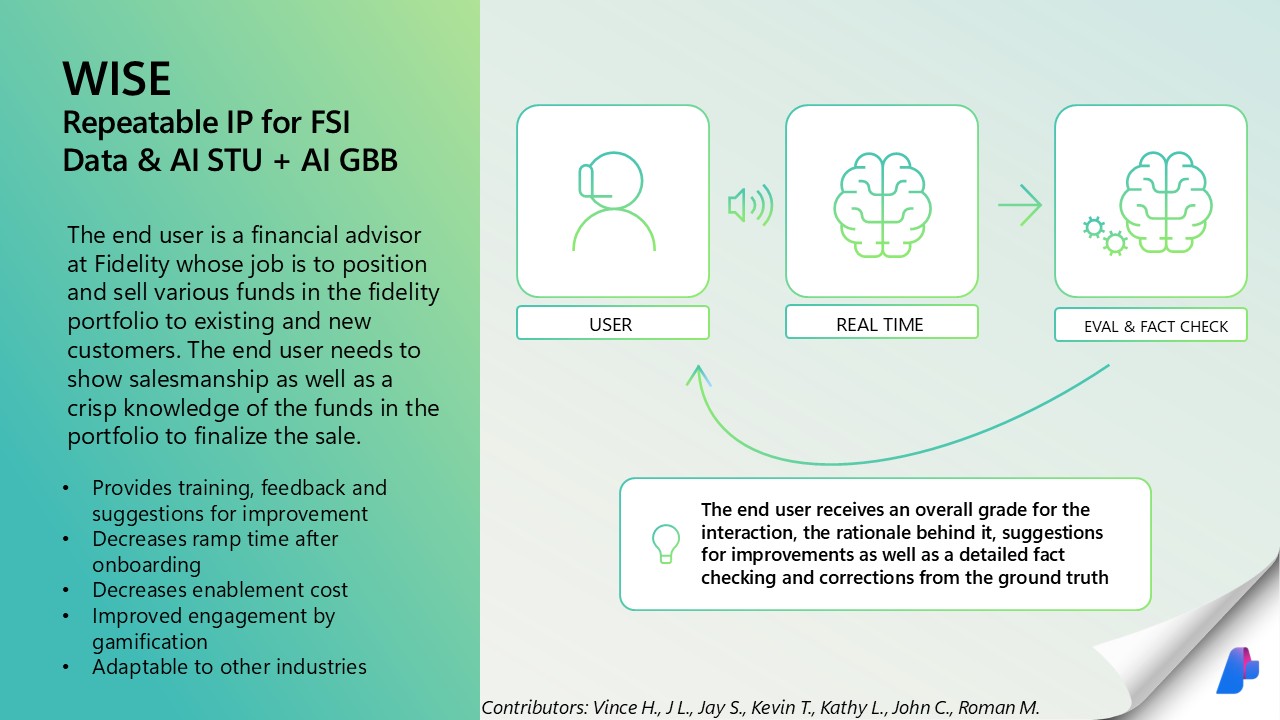 WISE
Repeatable IP for FSI
Data & AI STU + AI GBB
The end user is a financial advisor
at Fidelity whose job is to position
and sell various funds in the fidelity
portfolio to existing and new
customers. The end user needs to
show salesmanship as well as a
crisp knowledge of the funds in the
portfolio to finalize the sale.
• Provides training, feedback and
suggestions for improvement
• Decreases ramp time after
onboarding
• Decreases enablement cost
• Improved engagement by
gamification
• Adaptable to other industries
USER
REAL TIME
EVAL & FACT CHECK
The end user receives an overall grade for the
interaction, the rationale behind it, suggestions
for improvements as well as a detailed fact
checking and corrections from the ground truth
Contributors: Vince H., J L., Jay S., Kevin T., Kathy L., John C., Roman M.